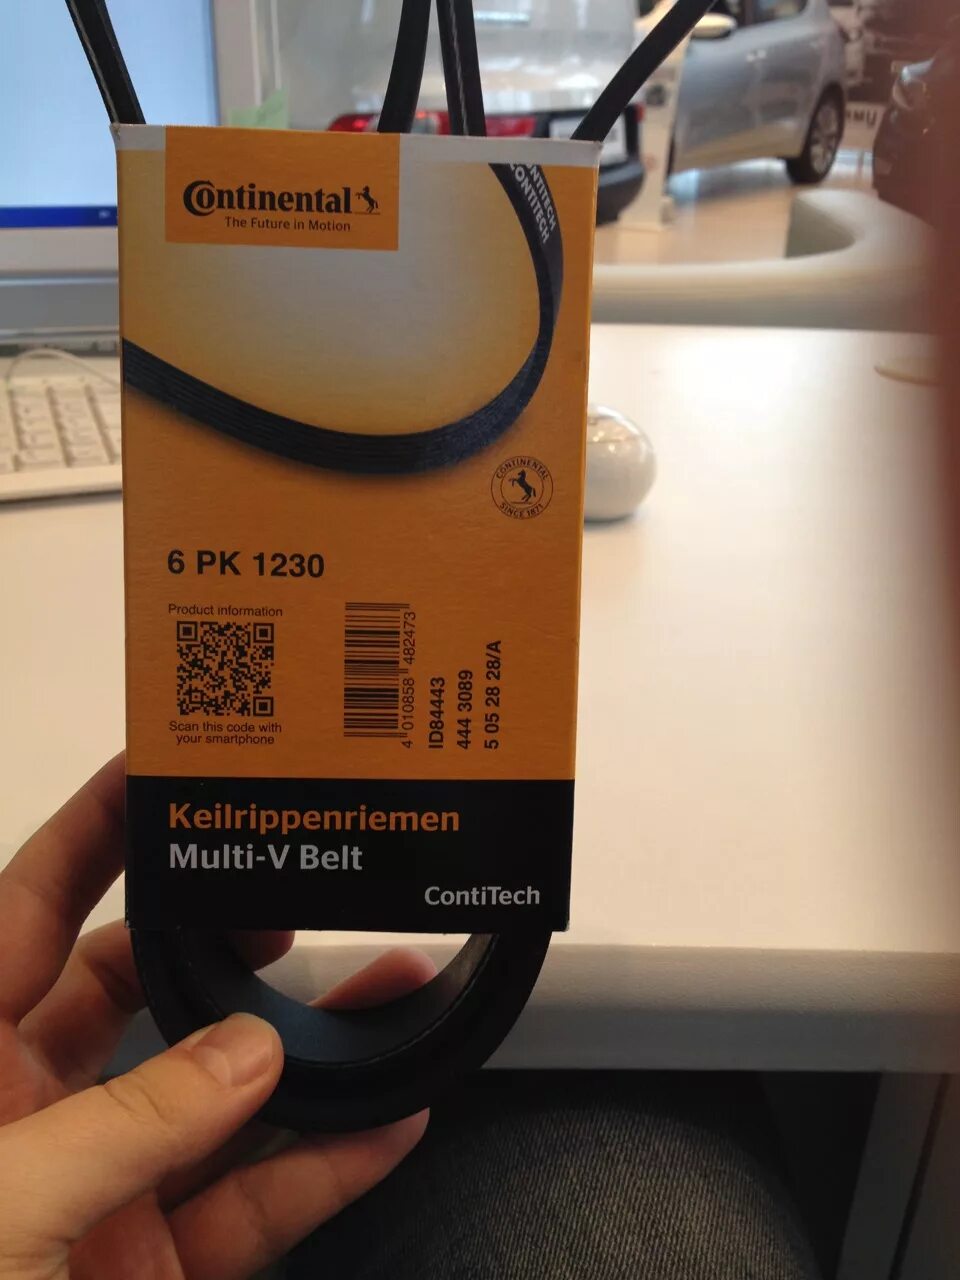 Continental
The Future in Motion
CONTITECH
CONTINENTAL
SINCE 1871
6 PK 1230
Product information
Scan this code with
your smartphone
4 010858 482473
ID84443
444 3089
5 05 28 28/A
Keilrippenriemen
Multi-V Belt
ContiTech